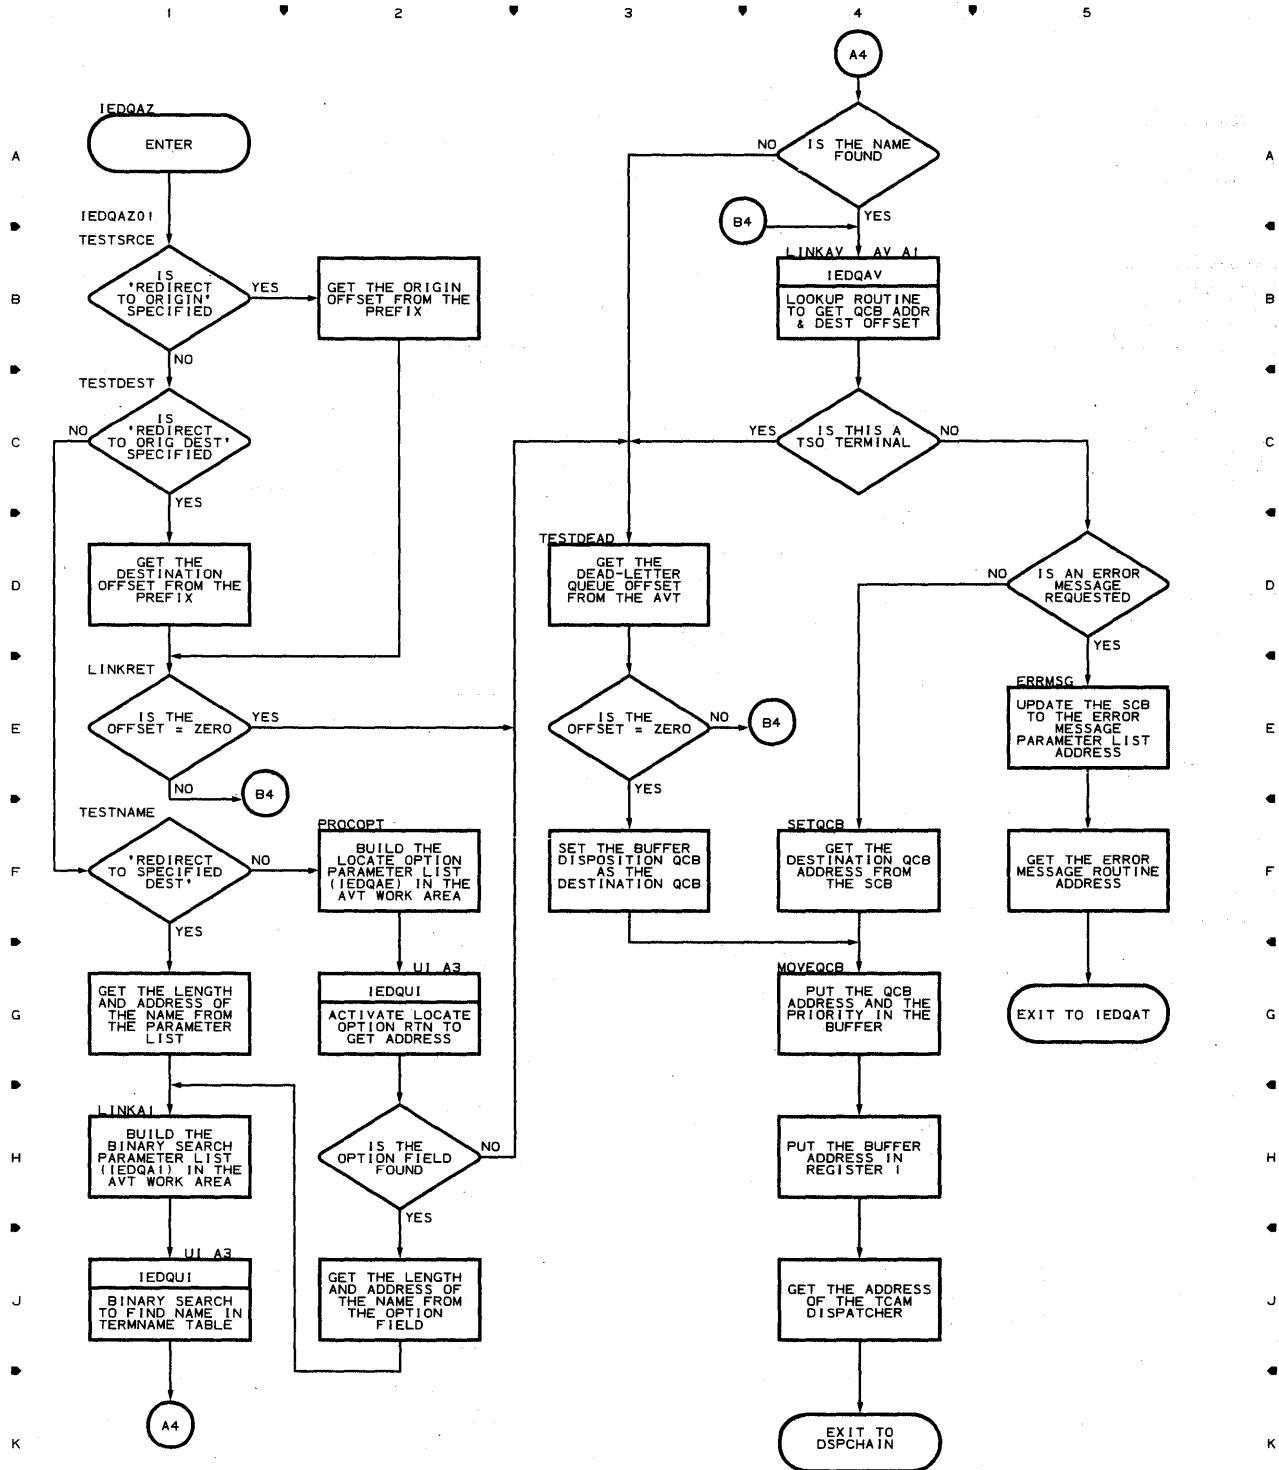 1
2
3
4
5
A4
IEDQAZ
ENTER
A
A
IS THE NAME
FOUND
NO
YES
IEDQAZ01
TESTSRCE
B4
LINKAV AV A1
IEDQAV
LOOKUP ROUTINE
TO GET QCB ADDR
& DEST OFFSET
B
B
IS
'REDIRECT
TO ORIGIN'
SPECIFIED
YES
NO
GET THE ORIGIN
OFFSET FROM THE
PREFIX
TESTDEST
C
C
NO
IS
'REDIRECT
TO ORIG DEST'
SPECIFIED
YES
YES
IS THIS A
TSO TERMINAL
NO
D
D
GET THE
DESTINATION
OFFSET FROM THE
PREFIX
TESTDEAD
GET THE
DEAD-LETTER
QUEUE OFFSET
FROM THE AVT
NO
IS AN ERROR
MESSAGE
REQUESTED
YES
LINKRET
E
E
IS THE
OFFSET = ZERO
YES
NO
B4
IS THE
OFFSET = ZERO
NO
B4
YES
ERRMSG
UPDATE THE SCB
TO THE ERROR
MESSAGE
PARAMETER LIST
ADDRESS
TESTNAME
F
F
'REDIRECT
TO SPECIFIED
DEST'
NO
YES
PROCOPT
BUILD THE
LOCATE OPTION
PARAMETER LIST
(IEDQAE) IN THE
AVT WORK AREA
SET THE BUFFER
DISPOSITION QCB
AS THE
DESTINATION QCB
SETQCB
GET THE
DESTINATION QCB
ADDRESS FROM
THE SCB
GET THE ERROR
MESSAGE ROUTINE
ADDRESS
G
G
GET THE LENGTH
AND ADDRESS OF
THE NAME FROM
THE PARAMETER
LIST
UI A3
IEDQUI
ACTIVATE LOCATE
OPTION RTN TO
GET ADDRESS
MOVEQCB
PUT THE QCB
ADDRESS AND THE
PRIORITY IN THE
BUFFER
EXIT TO IEDQAT
H
H
LINKAI
BUILD THE
BINARY SEARCH
PARAMETER LIST
(IEDQAI) IN THE
AVT WORK AREA
IS THE
OPTION FIELD
FOUND
NO
YES
PUT THE BUFFER
ADDRESS IN
REGISTER 1
J
J
UI A3
IEDQUI
BINARY SEARCH
TO FIND NAME IN
TERMNAME TABLE
GET THE LENGTH
AND ADDRESS OF
THE NAME FROM
THE OPTION
FIELD
GET THE ADDRESS
OF THE TCAM
DISPATCHER
K
K
A4
EXIT TO
DSPCHAIN